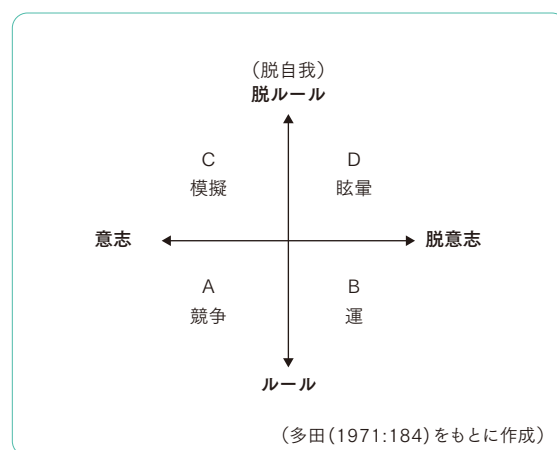 （脱自我）
脱ルール
C
D
模擬
眩暈
意志
脱意志
A
B
競争
運
ルール
（多田（1971:184）をもとに作成）